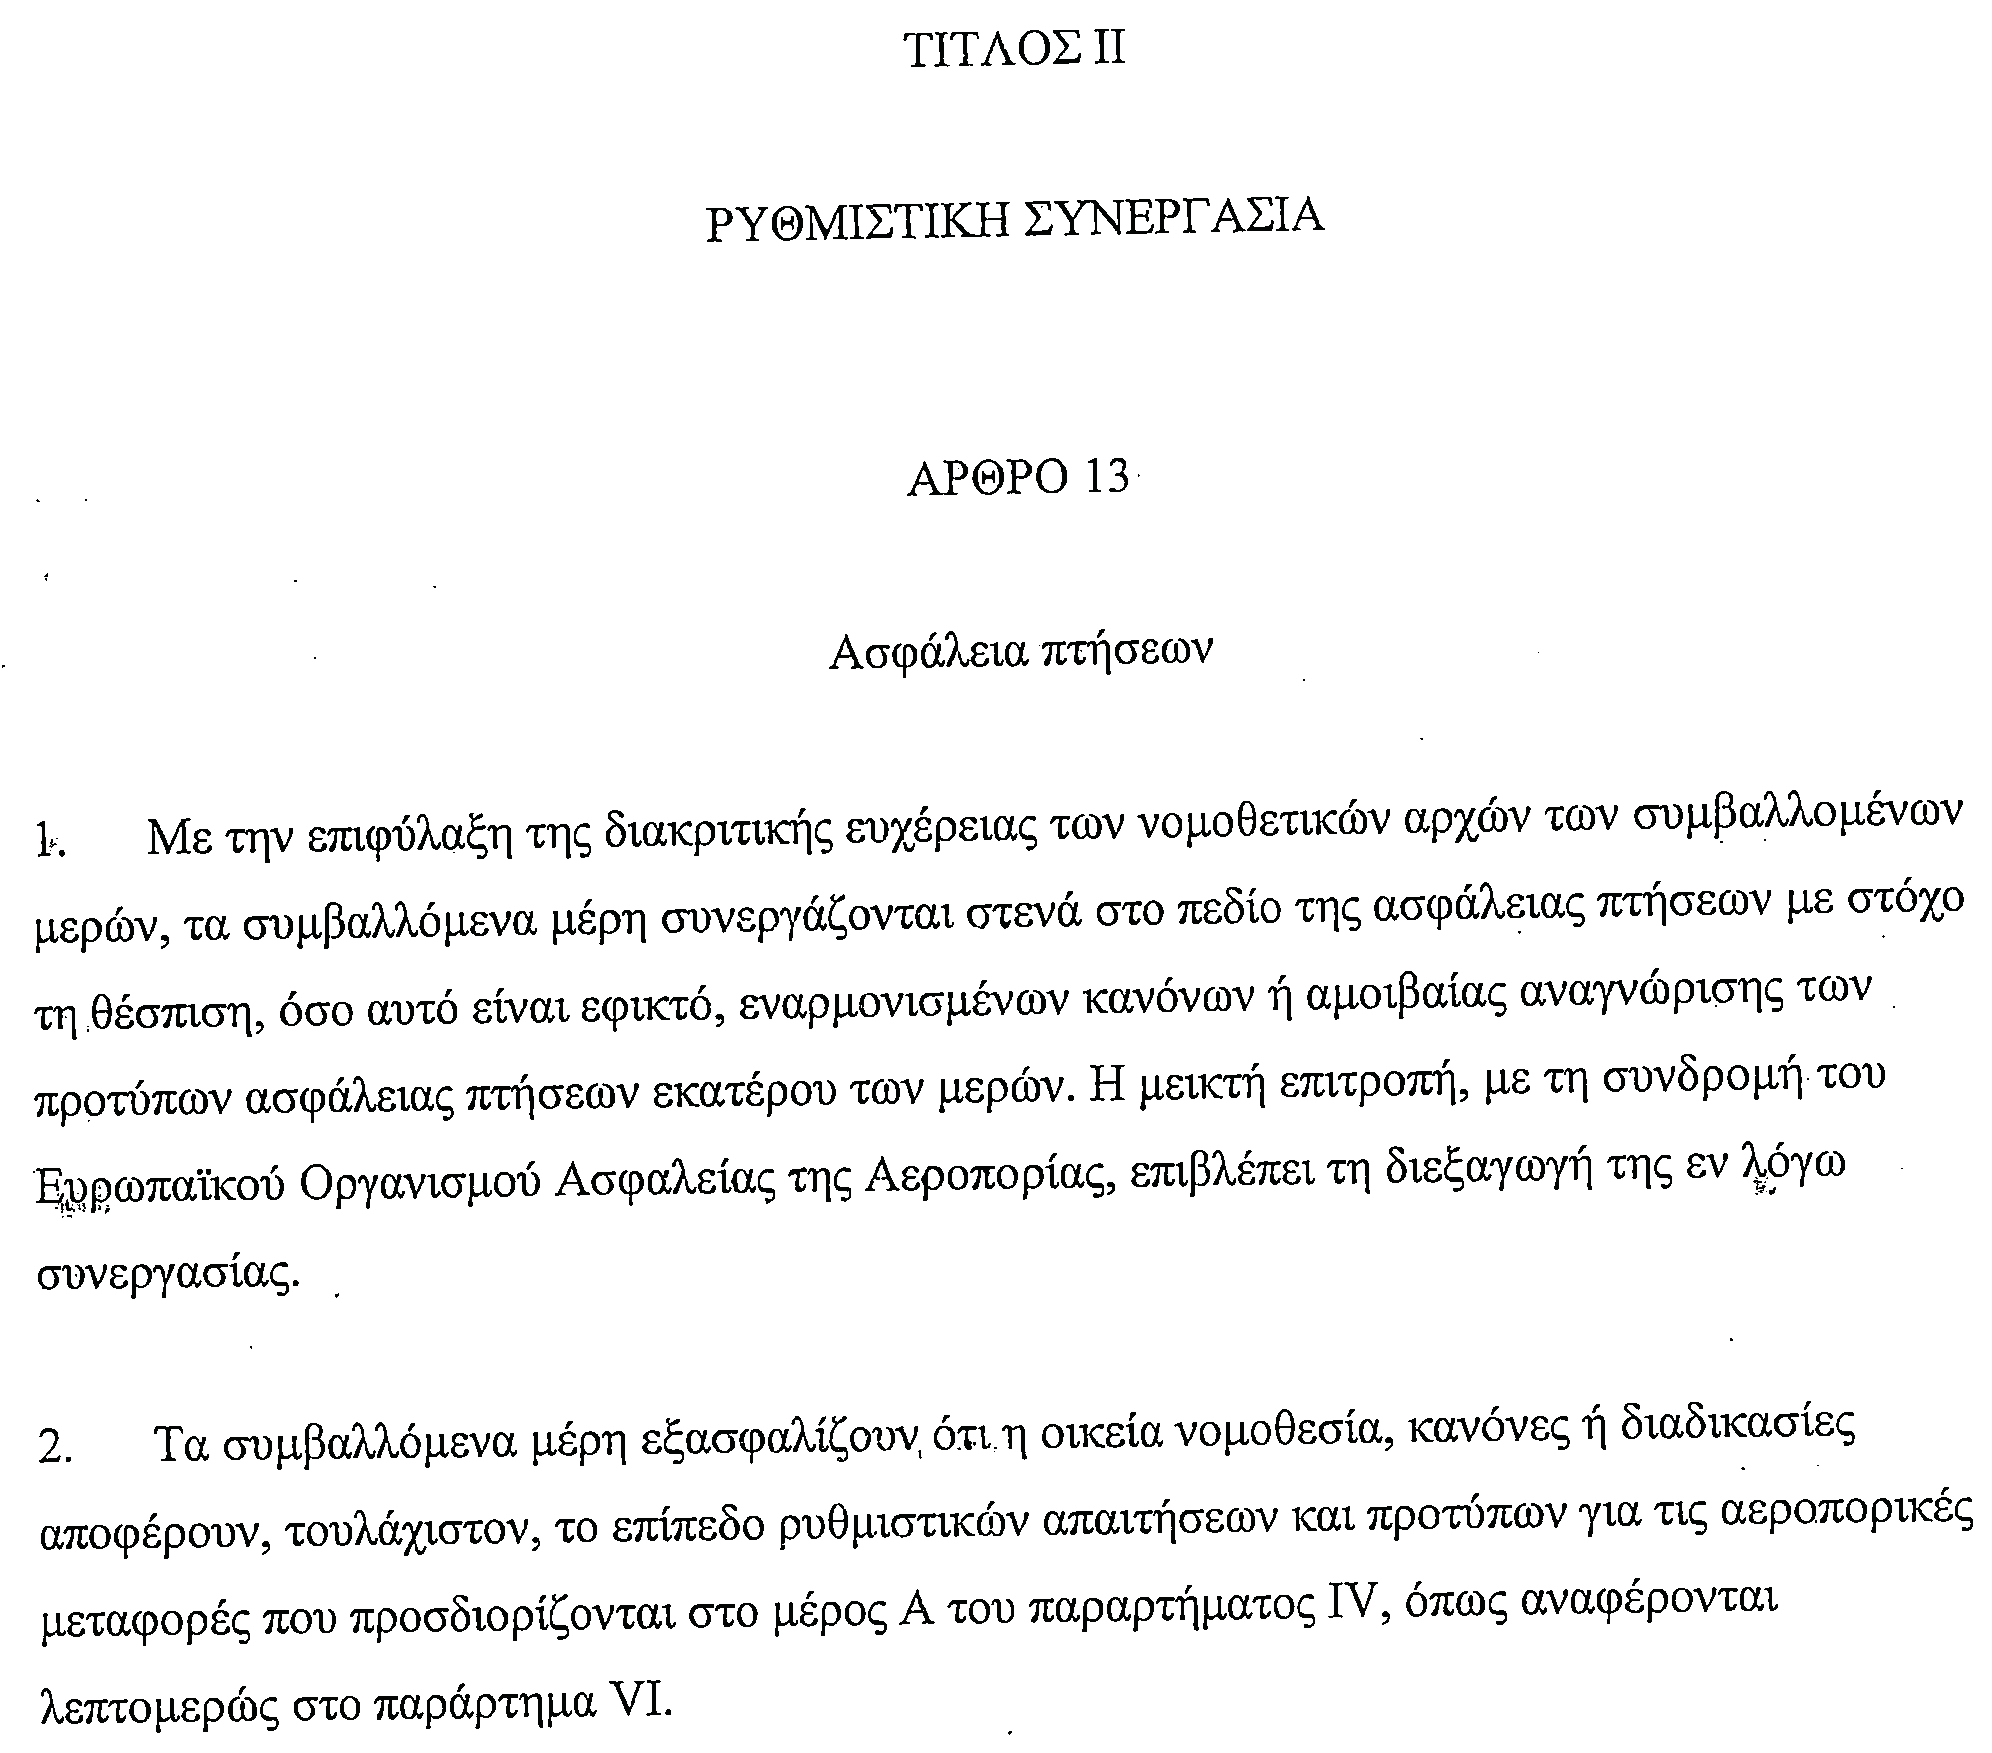 ΤΙΤΛΟΣ II
ΡΥΘΜΙΣΤΙΚΗ ΣΥΝΕΡΓΑΣΙΑ
ΑΡΘΡΟ 13
Ασφάλεια πτήσεων
1. Με την επιφύλαξη της διακριτικής ευχέρειας των νομοθετικών αρχών των συμβαλλομένων
μερών, τα συμβαλλόμενα μέρη συνεργάζονται στενά στο πεδίο της ασφάλειας πτήσεων με στόχο
τη θέσπιση, όσο αυτό είναι εφικτό, εναρμονισμένων κανόνων ή αμοιβαίας αναγνώρισης των
προτύπων ασφάλειας πτήσεων εκατέρου των μερών. Η μεικτή επιτροπή, με τη συνδρομή του
Ευρωπαϊκού Οργανισμού Ασφαλείας της Αεροπορίας, επιβλέπει τη διεξαγωγή της εν λόγω
συνεργασίας.
2. Τα συμβαλλόμενα μέρη εξασφαλίζουν ότι η οικεία νομοθεσία, κανόνες ή διαδικασίες
αποφέρουν, τουλάχιστον, το επίπεδο ρυθμιστικών απαιτήσεων και προτύπων για τις αεροπορικές
μεταφορές που προσδιορίζονται στο μέρος Α του παραρτήματος IV, όπως αναφέρονται
λεπτομερώς στο παράρτημα VI.